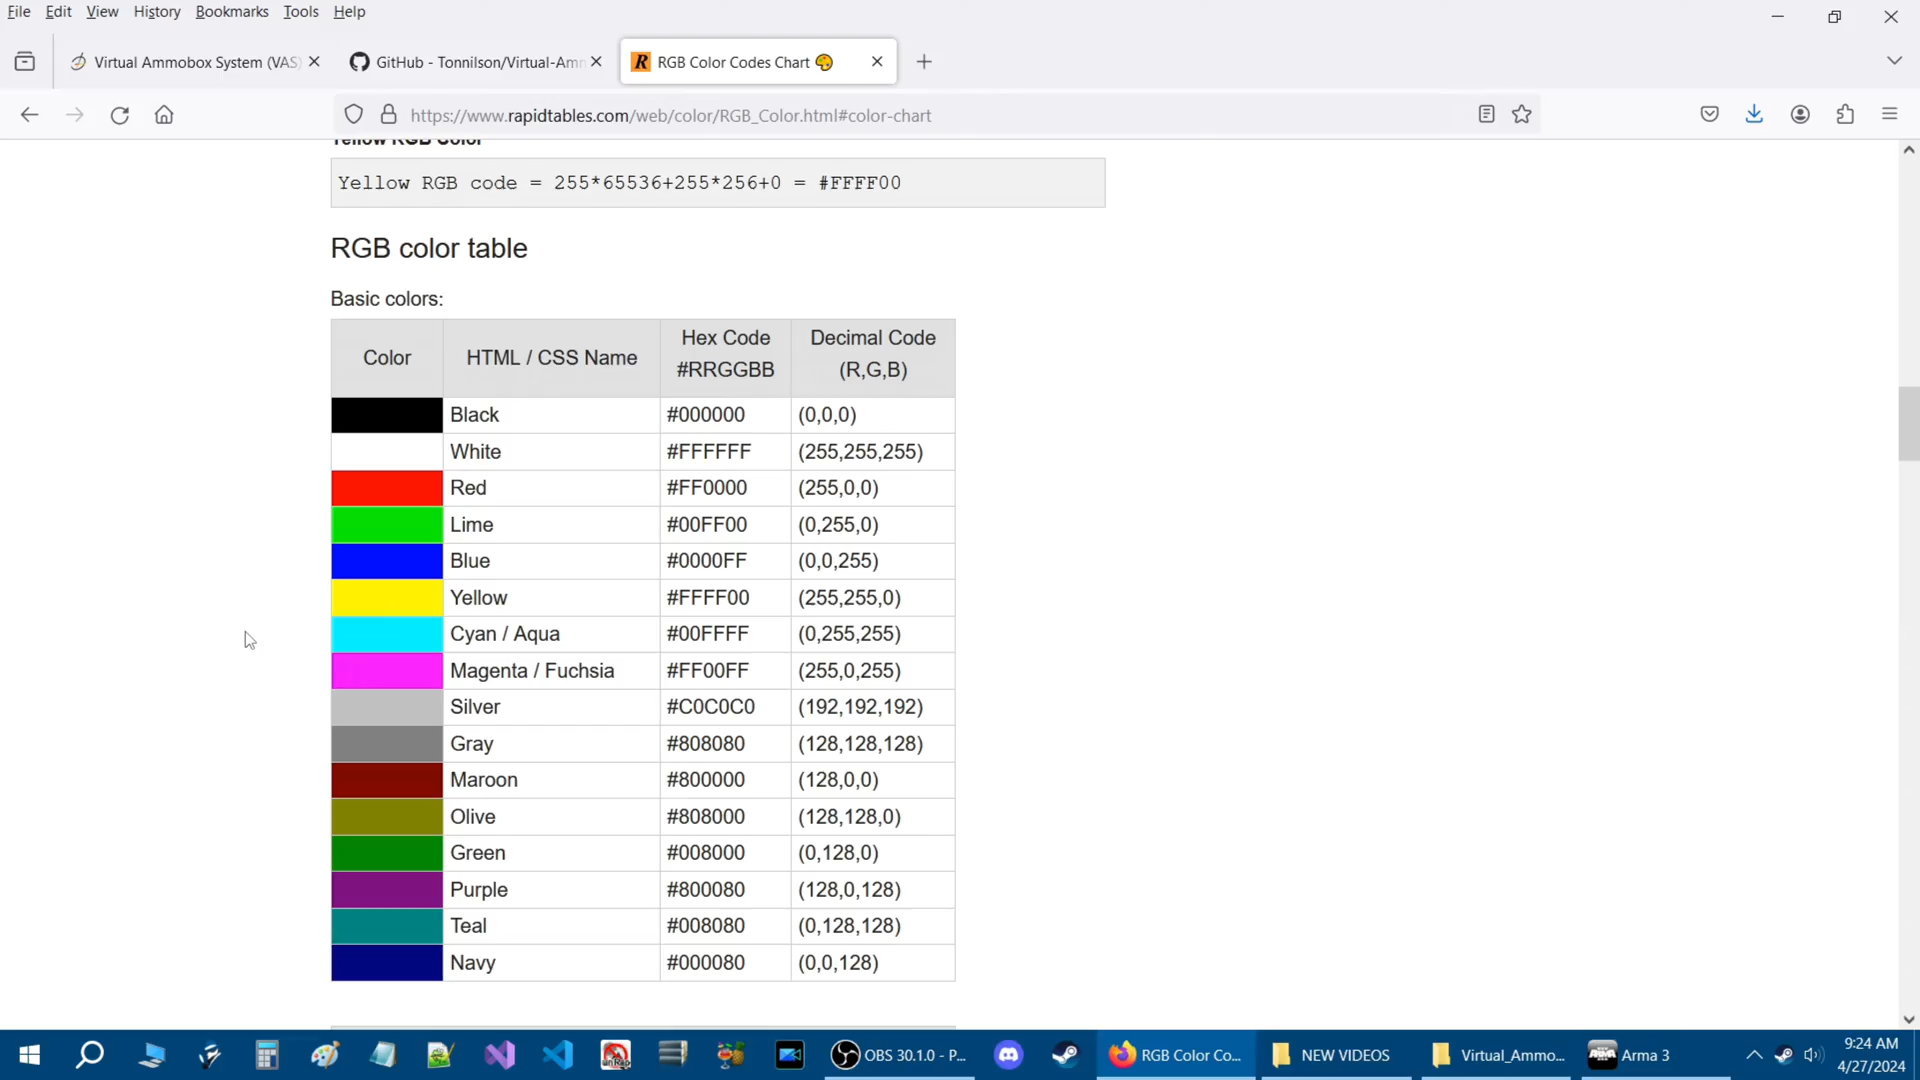 File Edit View History Bookmarks Tools Help
Virtual Ammobox System (VAS)
GitHub - Tonnilson/Virtual-Am
RGB Color Codes Chart
https://www.rapidtables.com/web/color/RGB_Color.html#color-chart
Yellow RGB Color
Yellow RGB code = 255*65536+255*256+0 = #FFFF00
RGB color table
Basic colors:
Color HTML / CSS Name Hex Code Decimal Code
#RRGGBB (R,G,B)
Black #000000 (0,0,0)
White #FFFFFF (255,255,255)
Red #FF0000 (255,0,0)
Lime #00FF00 (0,255,0)
Blue #0000FF (0,0,255)
Yellow #FFFF00 (255,255,0)
Cyan / Aqua #00FFFF (0,255,255)
Magenta / Fuchsia #FF00FF (255,0,255)
Silver #C0C0C0 (192,192,192)
Gray #808080 (128,128,128)
Maroon #800000 (128,0,0)
Olive #808000 (128,128,0)
Green #008000 (0,128,0)
Purple #800080 (128,0,128)
Teal #008080 (0,128,128)
Navy #000080 (0,0,128)
OBS 30.1.0 - P... RGB Color Co... NEW VIDEOS Virtual_Ammo... Arma 3 9:24 AM
4/27/2024